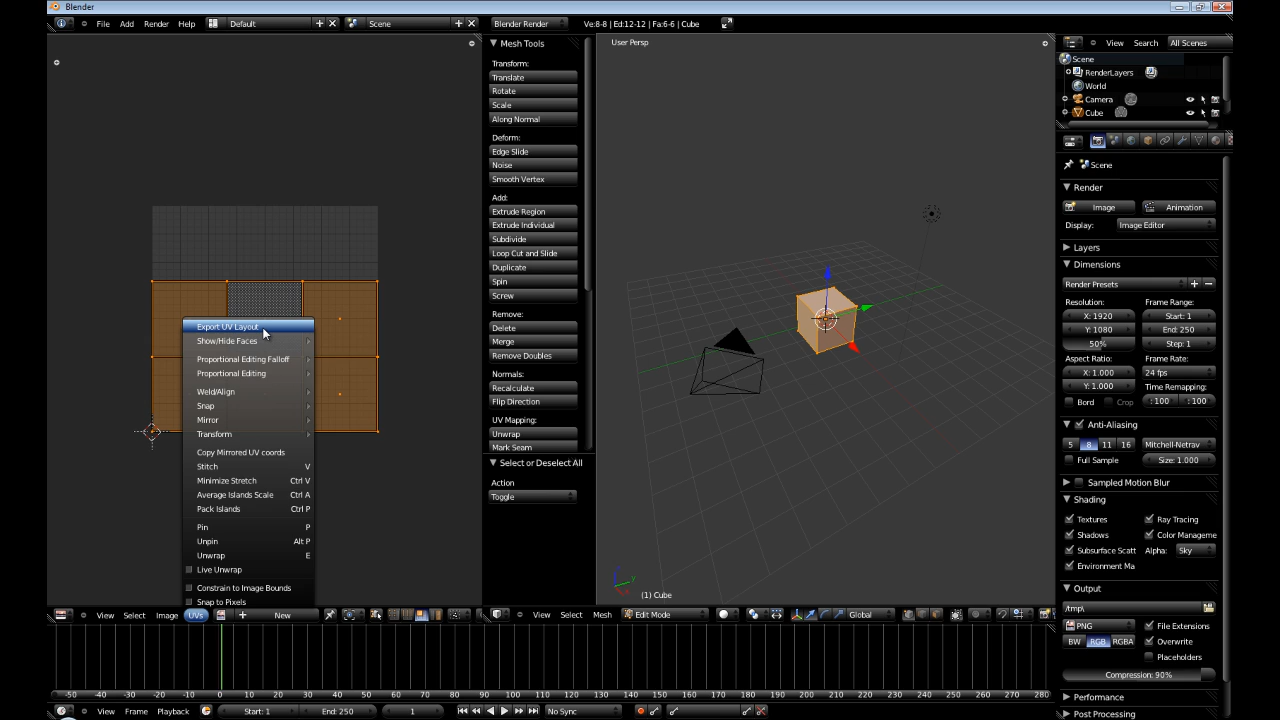 Blender
File Add Render Help Default Scene Blender Render Ve:8-8 | Ed:12-12 | Fa:6-6 | Cube
View Search All Scenes
Mesh Tools
Transform:
Translate
Rotate
Scale
Along Normal
Deform:
Edge Slide
Noise
Smooth Vertex
Add:
Extrude Region
Extrude Individual
Subdivide
Loop Cut and Slide
Duplicate
Spin
Screw
Remove:
Delete
Merge
Remove Doubles
Normals:
Recalculate
Flip Direction
UV Mapping:
Unwrap
Mark Seam
Select or Deselect All
Action
Toggle
Export UV Layout
Show/Hide Faces
Proportional Editing Falloff
Proportional Editing
Weld/Align
Snap
Mirror
Transform
Copy Mirrored UV coords
Stitch V
Minimize Stretch Ctrl V
Average Islands Scale Ctrl A
Pack Islands Ctrl P
Pin P
Unpin Alt P
Unwrap E
Live Unwrap
Constrain to Image Bounds
Snap to Pixels
View Select Image UVs New
User Persp
(1) Cube
View Select Mesh Edit Mode Global
Scene
RenderLayers
World
Camera
Cube
Scene
Render
Image Animation
Display: Image Editor
Layers
Dimensions
Render Presets
Resolution: Frame Range:
X: 1920 Start: 1
Y: 1080 End: 250
50% Step: 1
Aspect Ratio: Frame Rate:
X: 1.000 24 fps
Y: 1.000 Time Remapping:
Bord Crop :100 :100
Anti-Aliasing
5 8 11 16 Mitchell-Netrav
Full Sample Size: 1.000
Sampled Motion Blur
Shading
Textures Ray Tracing
Shadows Color Manageme
Subsurface Scatt Alpha: Sky
Environment Ma
Output
/tmp\
PNG File Extensions
BW RGB RGBA Overwrite
Placeholders
Compression: 90%
Performance
Post Processing
-50 -40 -30 -20 -10 0 10 20 30 40 50 60 70 80 90 100 110 120 130 140 150 160 170 180 190 200 210 220 230 240 250 260 270 280
View Frame Playback Start: 1 End: 250 1 No Sync